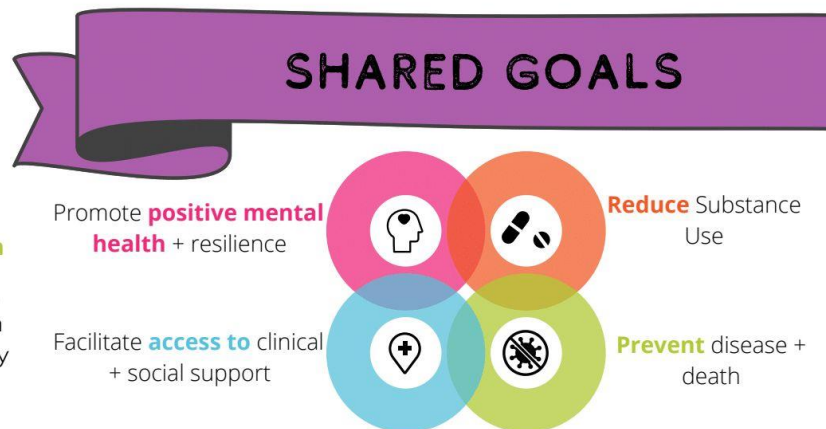 SHARED GOALS
Promote positive mental
health + resilience
Reduce Substance
Use
Facilitate access to clinical
+ social support
Prevent disease +
death